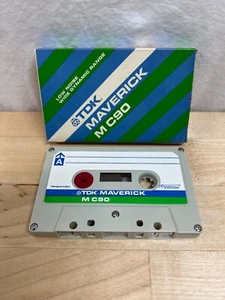 LOW NOISE
WIDE DYNAMIC RANGE
TDK MAVERICK
M C90
A
TDK MAVERICK
M C90